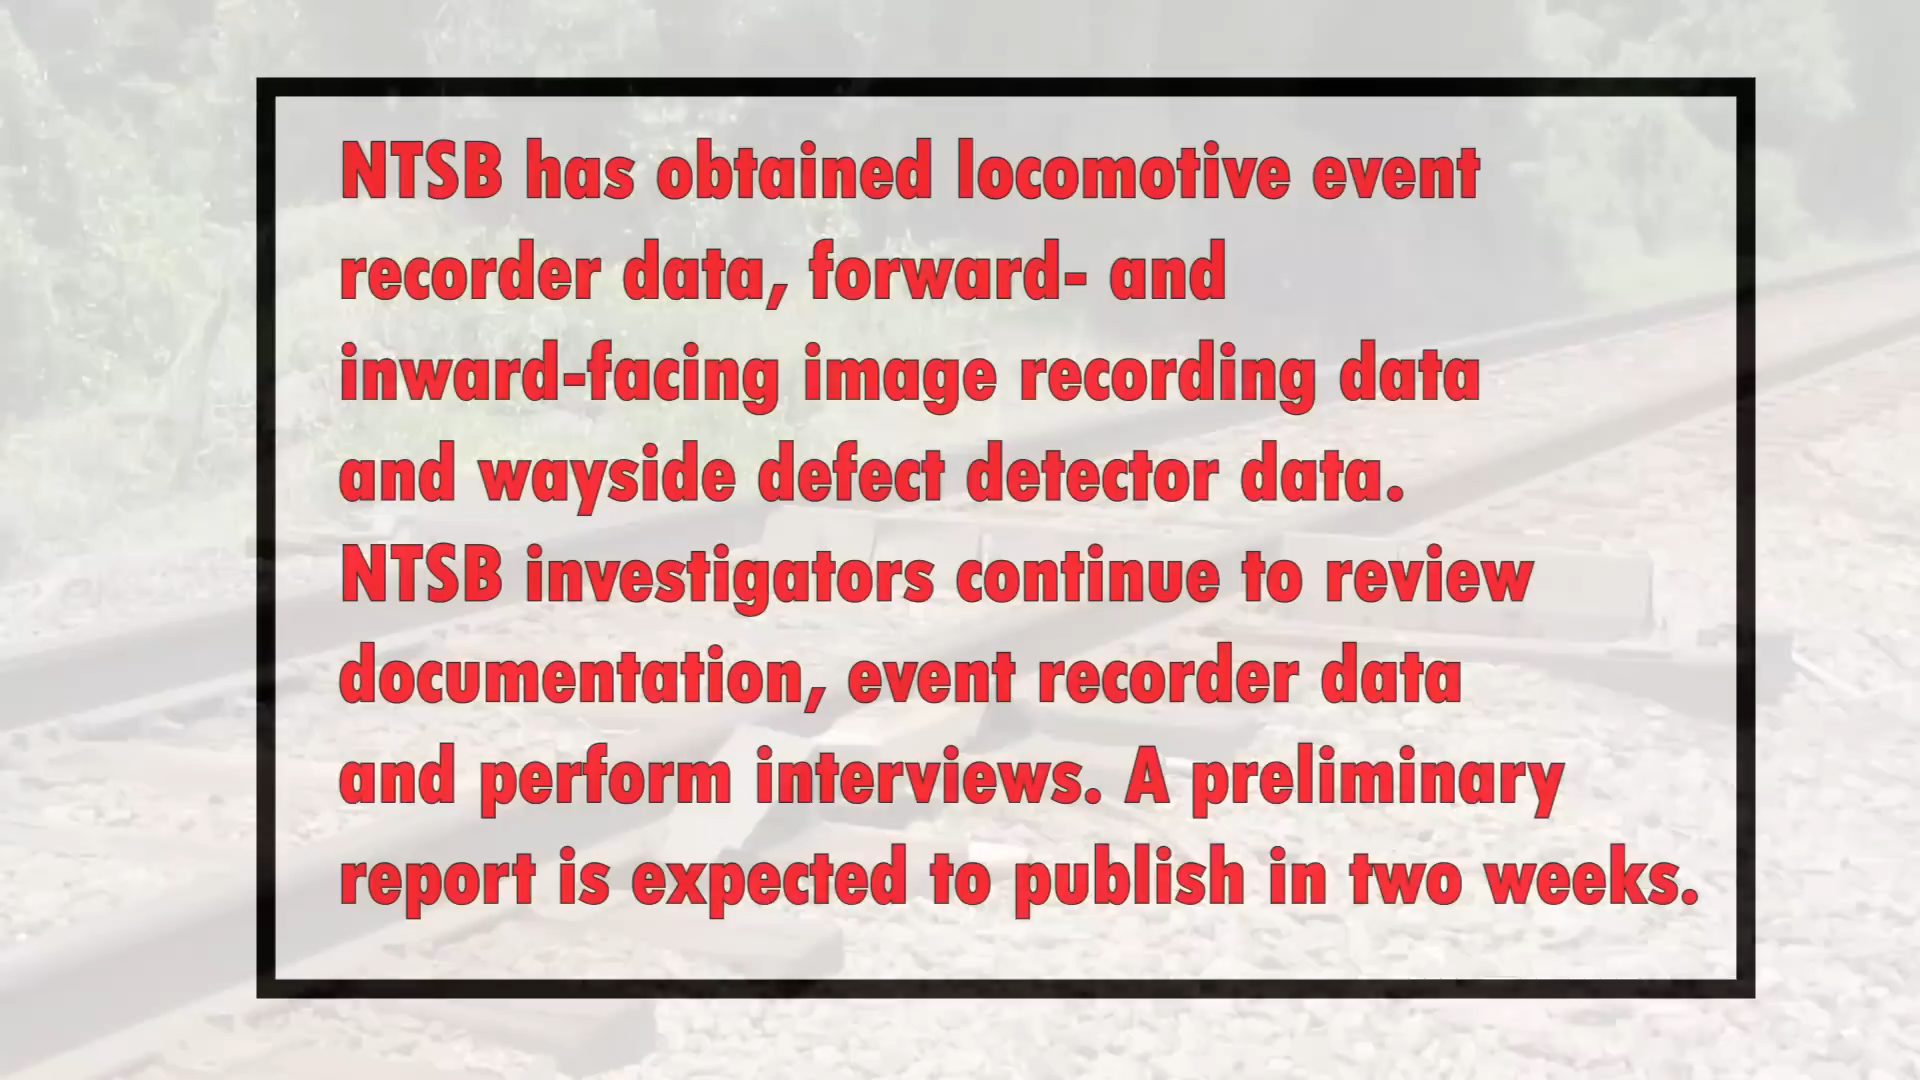 NTSB has obtained locomotive event
recorder data, forward- and
inward-facing image recording data
and wayside defect detector data.
NTSB investigators continue to review
documentation, event recorder data
and perform interviews. A preliminary
report is expected to publish in two weeks.